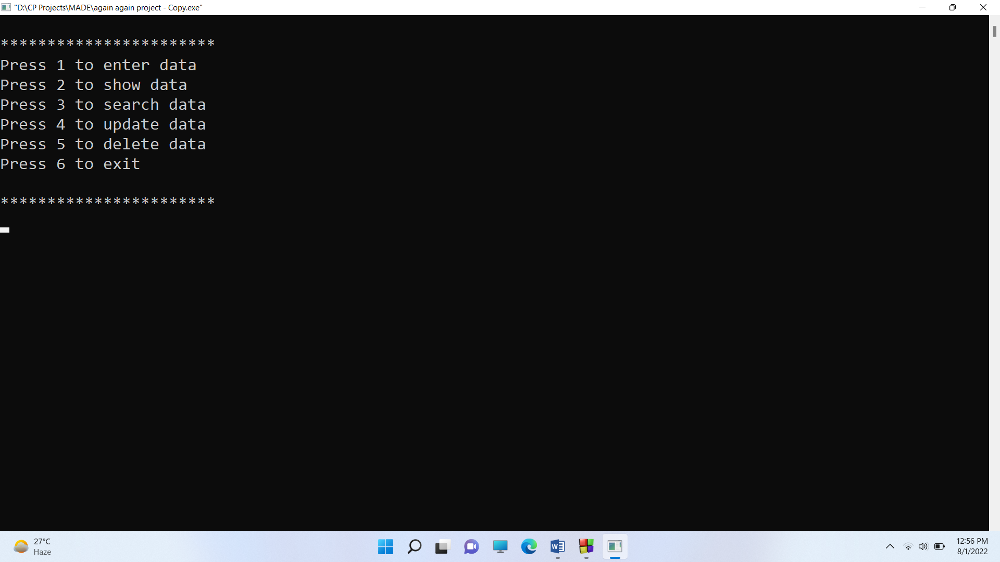 "D:\CP Projects\MADE\again again project - Copy.exe"
***********************
Press 1 to enter data
Press 2 to show data
Press 3 to search data
Press 4 to update data
Press 5 to delete data
Press 6 to exit
***********************
27°C
Haze
W
12:56 PM
8/1/2022